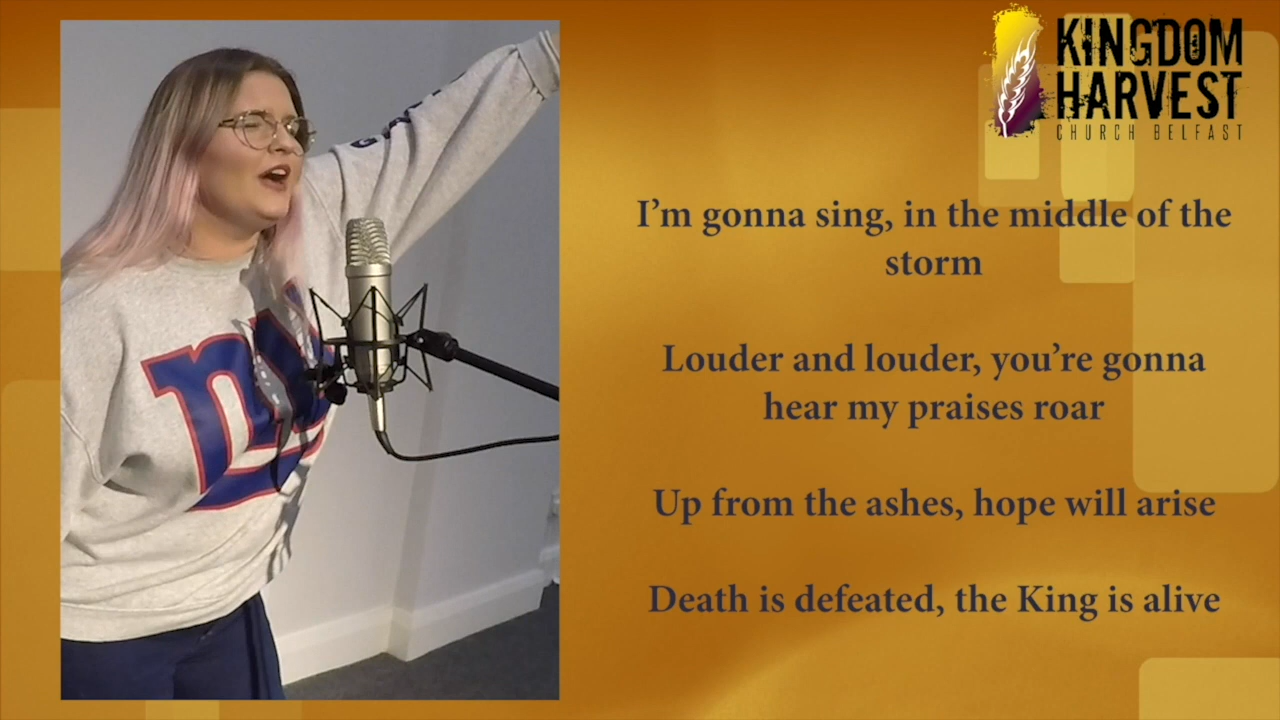 KINGDOM
HARVEST
CHURCH BELFAST
I’m gonna sing, in the middle of the
storm
Louder and louder, you’re gonna
hear my praises roar
Up from the ashes, hope will arise
Death is defeated, the King is alive
ny